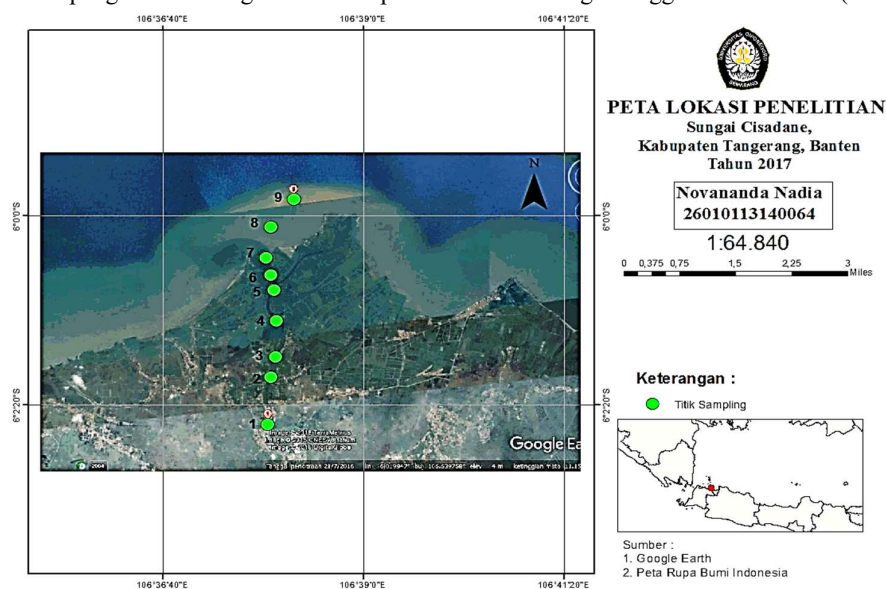 106°36'40"E 106°39'0"E 106°41'20"E
6°0'0"S
6°2'20"S
N
9
8
7
6
5
4
3
2
1
Google Ea
2004
6°0'0"S
6°2'20"S
106°36'40"E 106°39'0"E 106°41'20"E
PETA LOKASI PENELITIAN
Sungai Cisadane,
Kabupaten Tangerang, Banten
Tahun 2017
Novananda Nadia
26010113140064
1:64.840
0 0,375 0,75 1,5 2,25 3
Miles
Keterangan :
Titik Sampling
Sumber :
1. Google Earth
2. Peta Rupa Bumi Indonesia